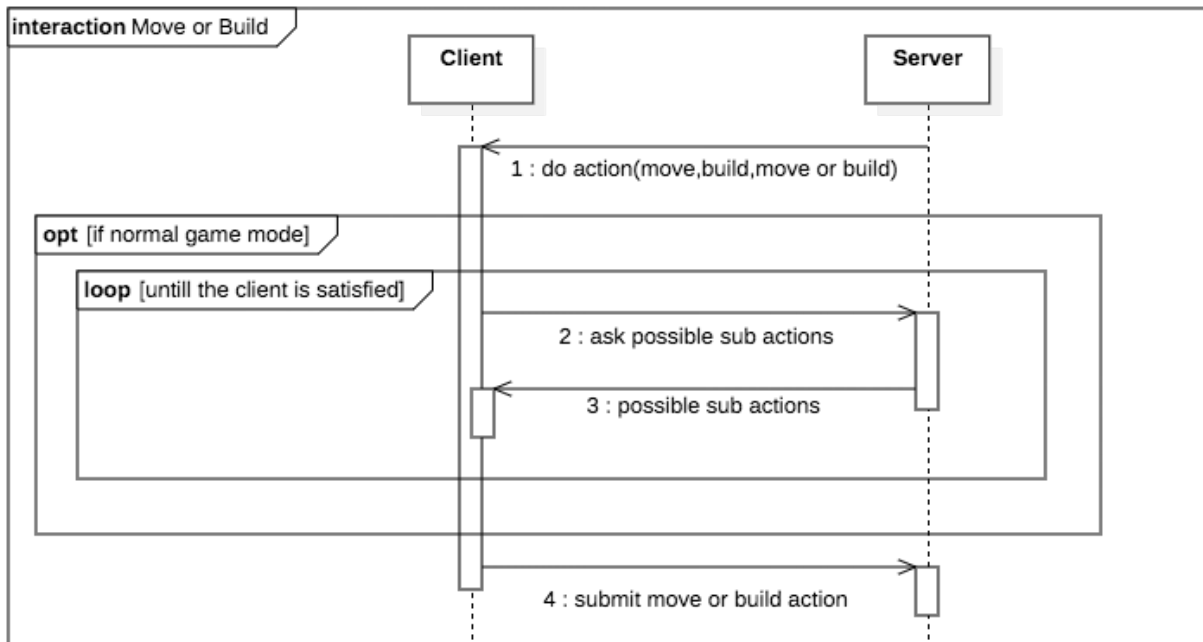 interaction Move or Build
Client
Server
1 : do action(move,build,move or build)
opt [if normal game mode]
loop [untill the client is satisfied]
2 : ask possible sub actions
3 : possible sub actions
4 : submit move or build action